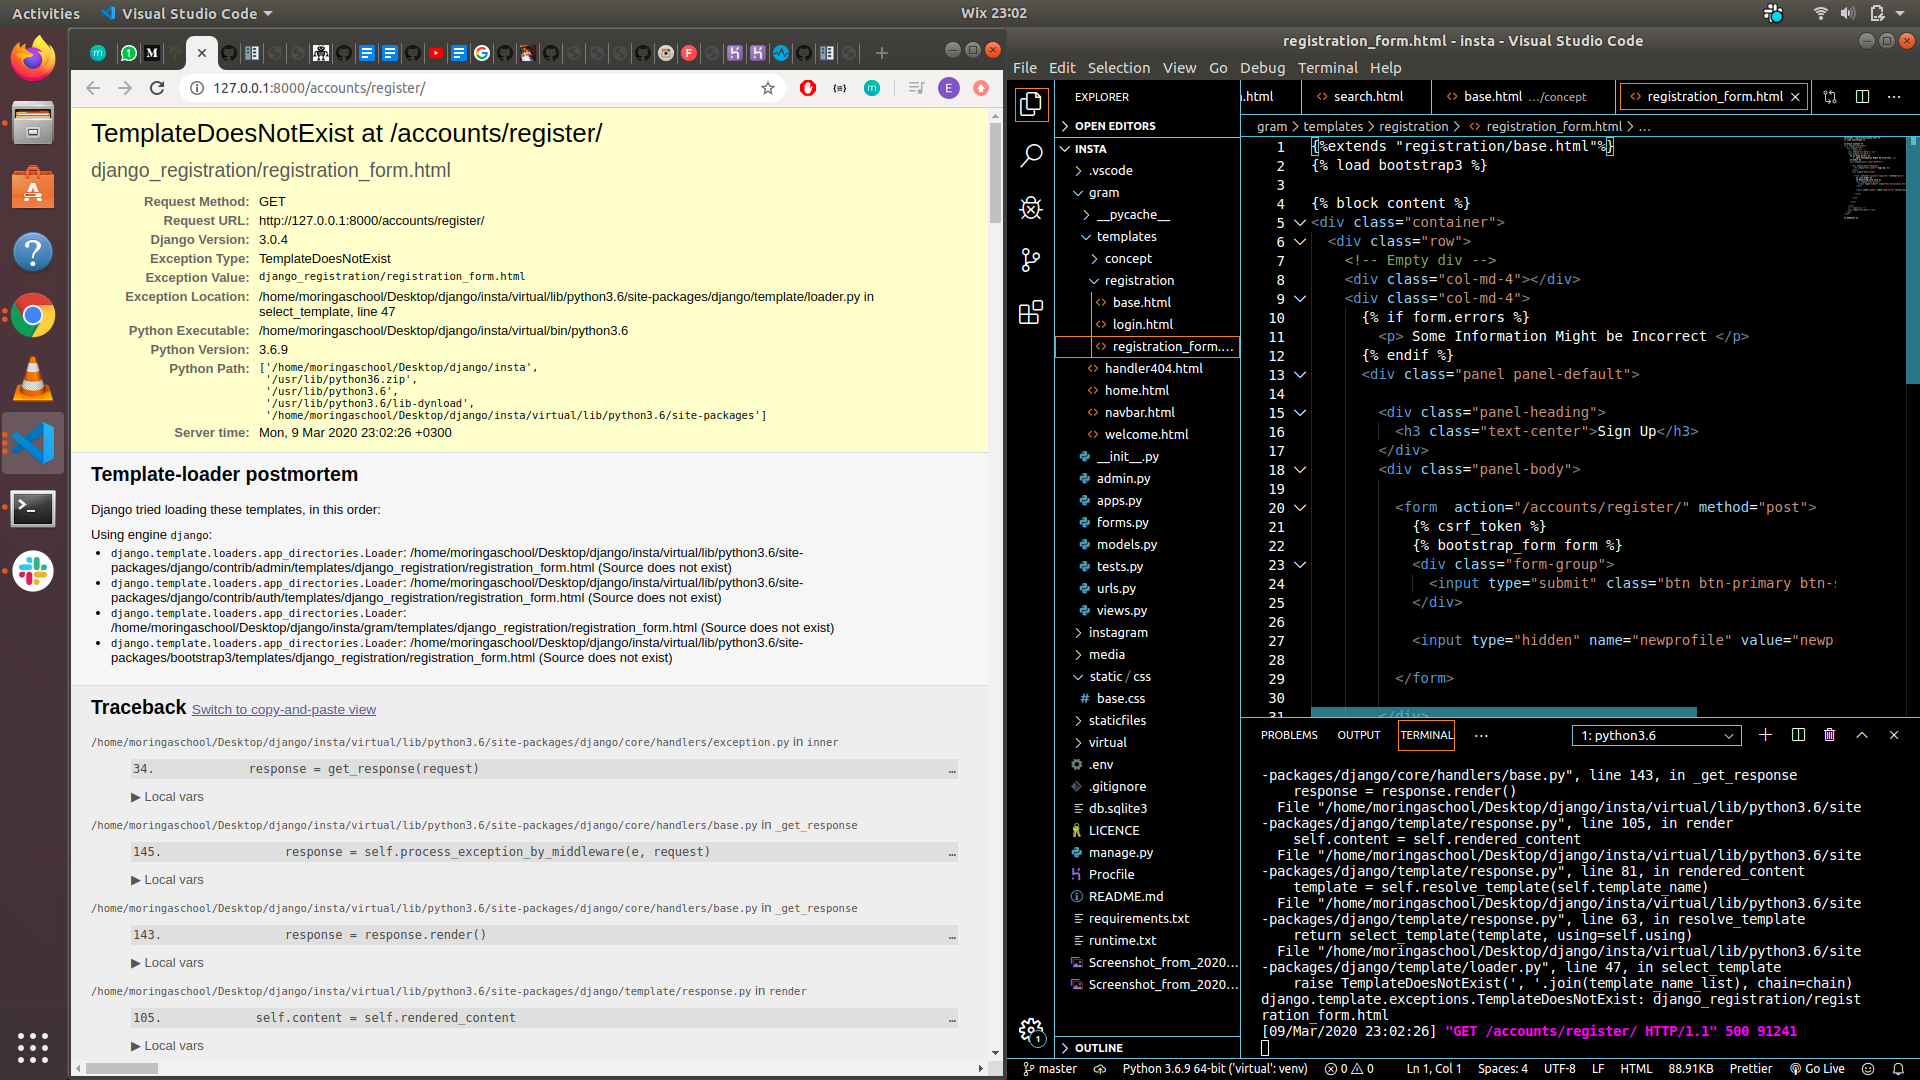 Activities
Visual Studio Code
Wix 23:02
127.0.0.1:8000/accounts/register/
TemplateDoesNotExist at /accounts/register/
django_registration/registration_form.html
Request Method: GET
Request URL: http://127.0.0.1:8000/accounts/register/
Django Version: 3.0.4
Exception Type: TemplateDoesNotExist
Exception Value: django_registration/registration_form.html
Exception Location: /home/moringaschool/Desktop/django/insta/virtual/lib/python3.6/site-packages/django/template/loader.py in
select_template, line 47
Python Executable: /home/moringaschool/Desktop/django/insta/virtual/bin/python3.6
Python Version: 3.6.9
Python Path: ['/home/moringaschool/Desktop/django/insta',
'/usr/lib/python36.zip',
'/usr/lib/python3.6',
'/usr/lib/python3.6/lib-dynload',
'/home/moringaschool/Desktop/django/insta/virtual/lib/python3.6/site-packages']
Server time: Mon, 9 Mar 2020 23:02:26 +0300
Template-loader postmortem
Django tried loading these templates, in this order:
Using engine django:
django.template.loaders.app_directories.Loader: /home/moringaschool/Desktop/django/insta/virtual/lib/python3.6/site-
packages/django/contrib/admin/templates/django_registration/registration_form.html (Source does not exist)
django.template.loaders.app_directories.Loader: /home/moringaschool/Desktop/django/insta/virtual/lib/python3.6/site-
packages/django/contrib/auth/templates/django_registration/registration_form.html (Source does not exist)
django.template.loaders.app_directories.Loader:
/home/moringaschool/Desktop/django/insta/gram/templates/django_registration/registration_form.html (Source does not exist)
django.template.loaders.app_directories.Loader: /home/moringaschool/Desktop/django/insta/virtual/lib/python3.6/site-
packages/bootstrap3/templates/django_registration/registration_form.html (Source does not exist)
Traceback Switch to copy-and-paste view
/home/moringaschool/Desktop/django/insta/virtual/lib/python3.6/site-packages/django/core/handlers/exception.py in inner
34. response = get_response(request) …
▶ Local vars
/home/moringaschool/Desktop/django/insta/virtual/lib/python3.6/site-packages/django/core/handlers/base.py in _get_response
145. response = self.process_exception_by_middleware(e, request) …
▶ Local vars
/home/moringaschool/Desktop/django/insta/virtual/lib/python3.6/site-packages/django/core/handlers/base.py in _get_response
143. response = response.render() …
▶ Local vars
/home/moringaschool/Desktop/django/insta/virtual/lib/python3.6/site-packages/django/template/response.py in render
105. self.content = self.rendered_content …
▶ Local vars
registration_form.html - insta - Visual Studio Code
File Edit Selection View Go Debug Terminal Help
EXPLORER
OPEN EDITORS
INSTA
.vscode
gram
__pycache__
templates
concept
registration
base.html
login.html
registration_form....
handler404.html
home.html
navbar.html
welcome.html
__init__.py
admin.py
apps.py
forms.py
models.py
tests.py
urls.py
views.py
instagram
media
static / css
base.css
staticfiles
virtual
.env
.gitignore
db.sqlite3
LICENCE
manage.py
Procfile
README.md
requirements.txt
runtime.txt
Screenshot_from_2020...
Screenshot_from_2020...
OUTLINE
.html search.html base.html .../concept registration_form.html
gram > templates > registration > registration_form.html > ...
1 {%extends "registration/base.html"%}
2 {% load bootstrap3 %}
3
4 {% block content %}
5 <div class="container">
6 <div class="row">
7 <!-- Empty div -->
8 <div class="col-md-4"></div>
9 <div class="col-md-4">
10 {% if form.errors %}
11 <p> Some Information Might be Incorrect </p>
12 {% endif %}
13 <div class="panel panel-default">
14
15 <div class="panel-heading">
16 <h3 class="text-center">Sign Up</h3>
17 </div>
18 <div class="panel-body">
19
20 <form action="/accounts/register/" method="post">
21 {% csrf_token %}
22 {% bootstrap_form form %}
23 <div class="form-group">
24 <input type="submit" class="btn btn-primary btn-
25 </div>
26
27 <input type="hidden" name="newprofile" value="newp
28
29 </form>
30
31 </div>
PROBLEMS OUTPUT TERMINAL ... 1: python3.6
-packages/django/core/handlers/base.py", line 143, in _get_response
response = response.render()
File "/home/moringaschool/Desktop/django/insta/virtual/lib/python3.6/site
-packages/django/template/response.py", line 105, in render
self.content = self.rendered_content
File "/home/moringaschool/Desktop/django/insta/virtual/lib/python3.6/site
-packages/django/template/response.py", line 81, in rendered_content
template = self.resolve_template(self.template_name)
File "/home/moringaschool/Desktop/django/insta/virtual/lib/python3.6/site
-packages/django/template/response.py", line 63, in resolve_template
return select_template(template, using=self.using)
File "/home/moringaschool/Desktop/django/insta/virtual/lib/python3.6/site
-packages/django/template/loader.py", line 47, in select_template
raise TemplateDoesNotExist(', '.join(template_name_list), chain=chain)
django.template.exceptions.TemplateDoesNotExist: django_registration/regist
ration_form.html
[09/Mar/2020 23:02:26] "GET /accounts/register/ HTTP/1.1" 500 91241
master Python 3.6.9 64-bit ('virtual': venv) 0 0 Ln 1, Col 1 Spaces: 4 UTF-8 LF HTML 88.91KB Prettier Go Live